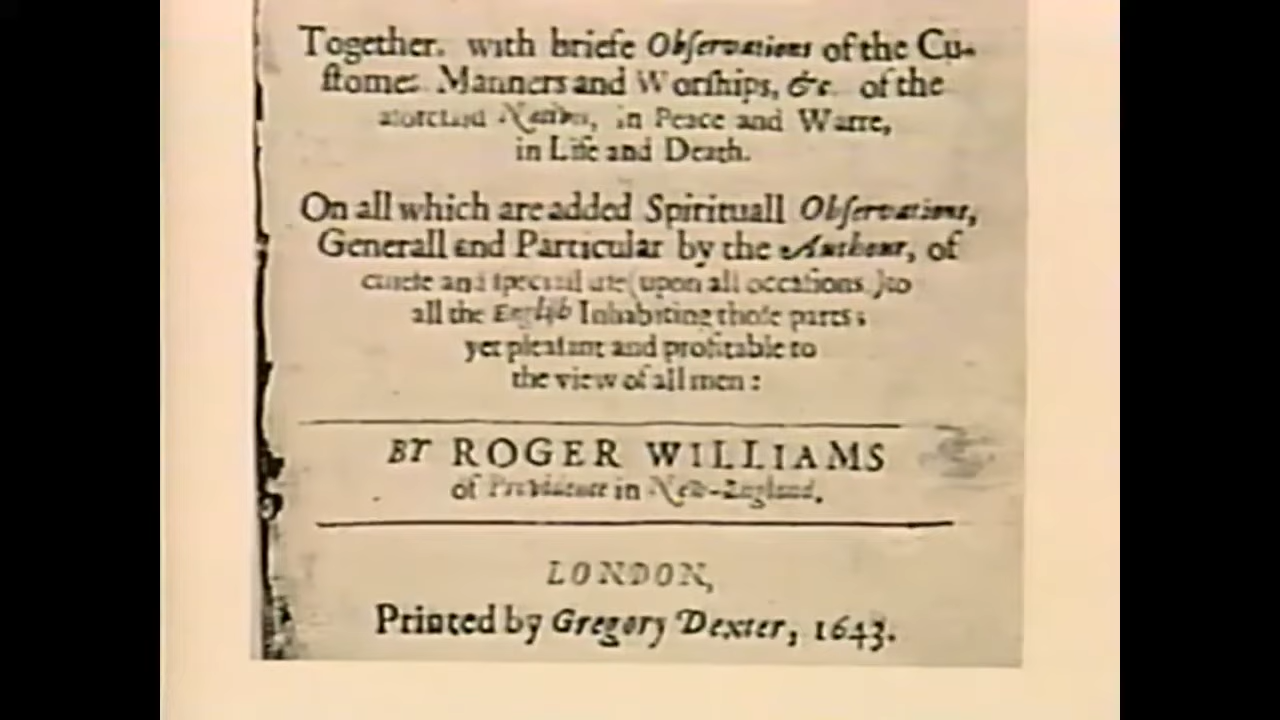 Together. with briefe Observations of the Cu-
stomes Manners and Worships, &c. of the
aforesaid Nations, in Peace and Warre,
in Life and Death.
On all which are added Spirituall Observations,
Generall and Particular by the Authour, of
chiefe and speciall use (upon all occasions,) to
all the English Inhabiting those parts;
yet pleasant and profitable to
the view of all men:
BY ROGER WILLIAMS
of Providence in New-England.
LONDON,
Printed by Gregory Dexter, 1643.